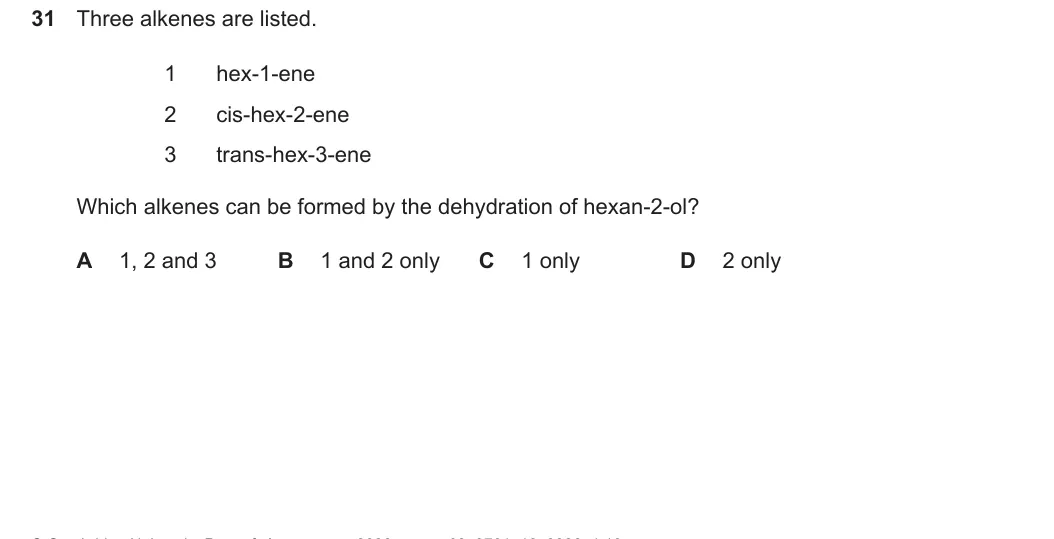 31 Three alkenes are listed.
1 hex-1-ene
2 cis-hex-2-ene
3 trans-hex-3-ene
Which alkenes can be formed by the dehydration of hexan-2-ol?
A 1, 2 and 3 B 1 and 2 only C 1 only D 2 only